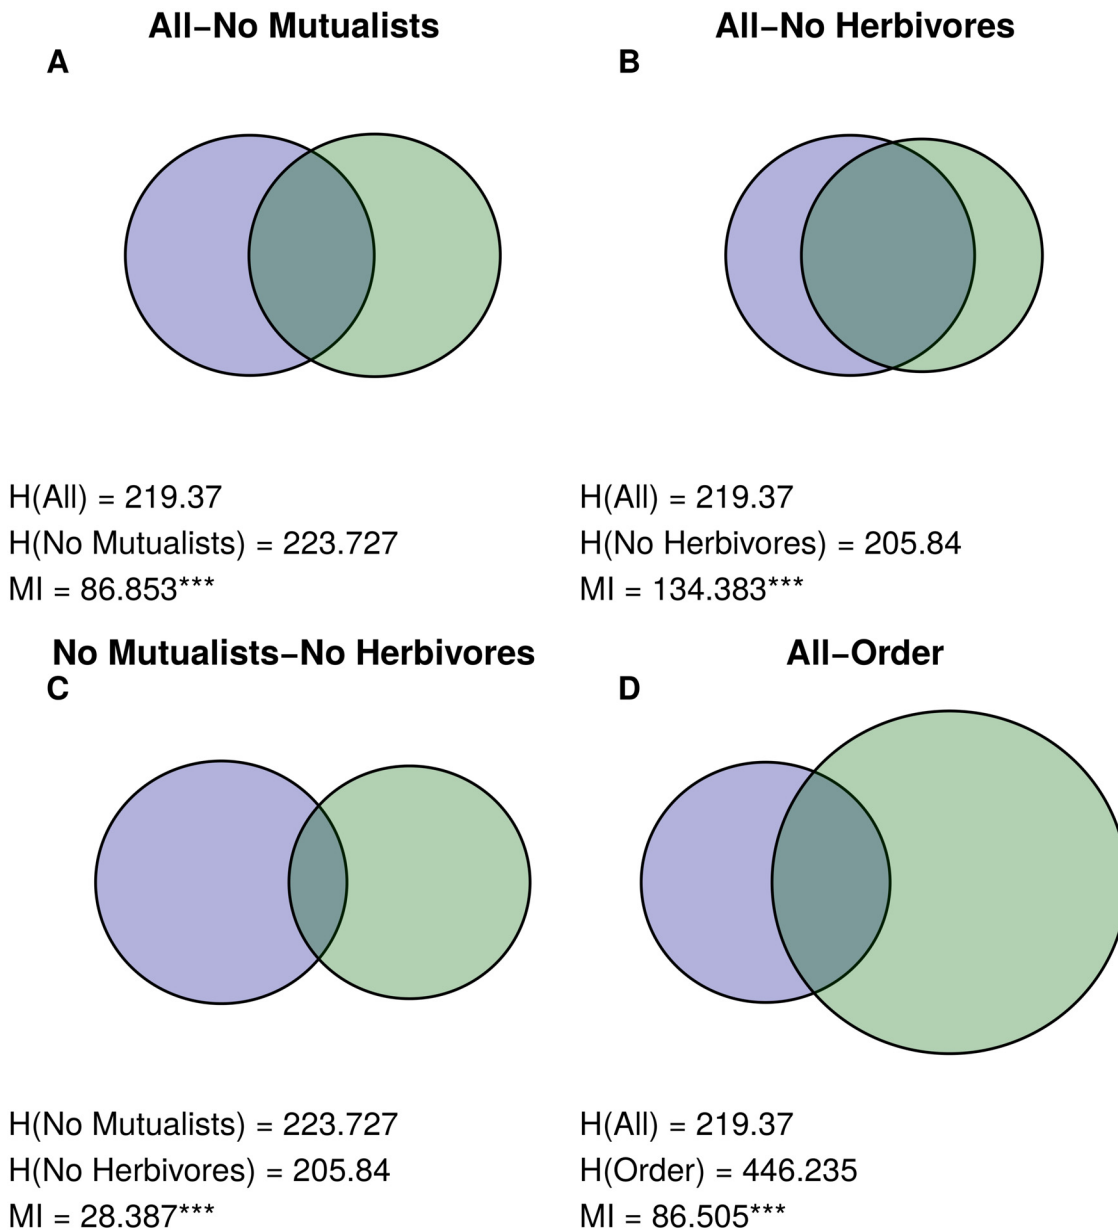 All−No Mutualists
A
H(All) = 219.37
H(No Mutualists) = 223.727
MI = 86.853***
All−No Herbivores
B
H(All) = 219.37
H(No Herbivores) = 205.84
MI = 134.383***
No Mutualists−No Herbivores
C
H(No Mutualists) = 223.727
H(No Herbivores) = 205.84
MI = 28.387***
All−Order
D
H(All) = 219.37
H(Order) = 446.235
MI = 86.505***